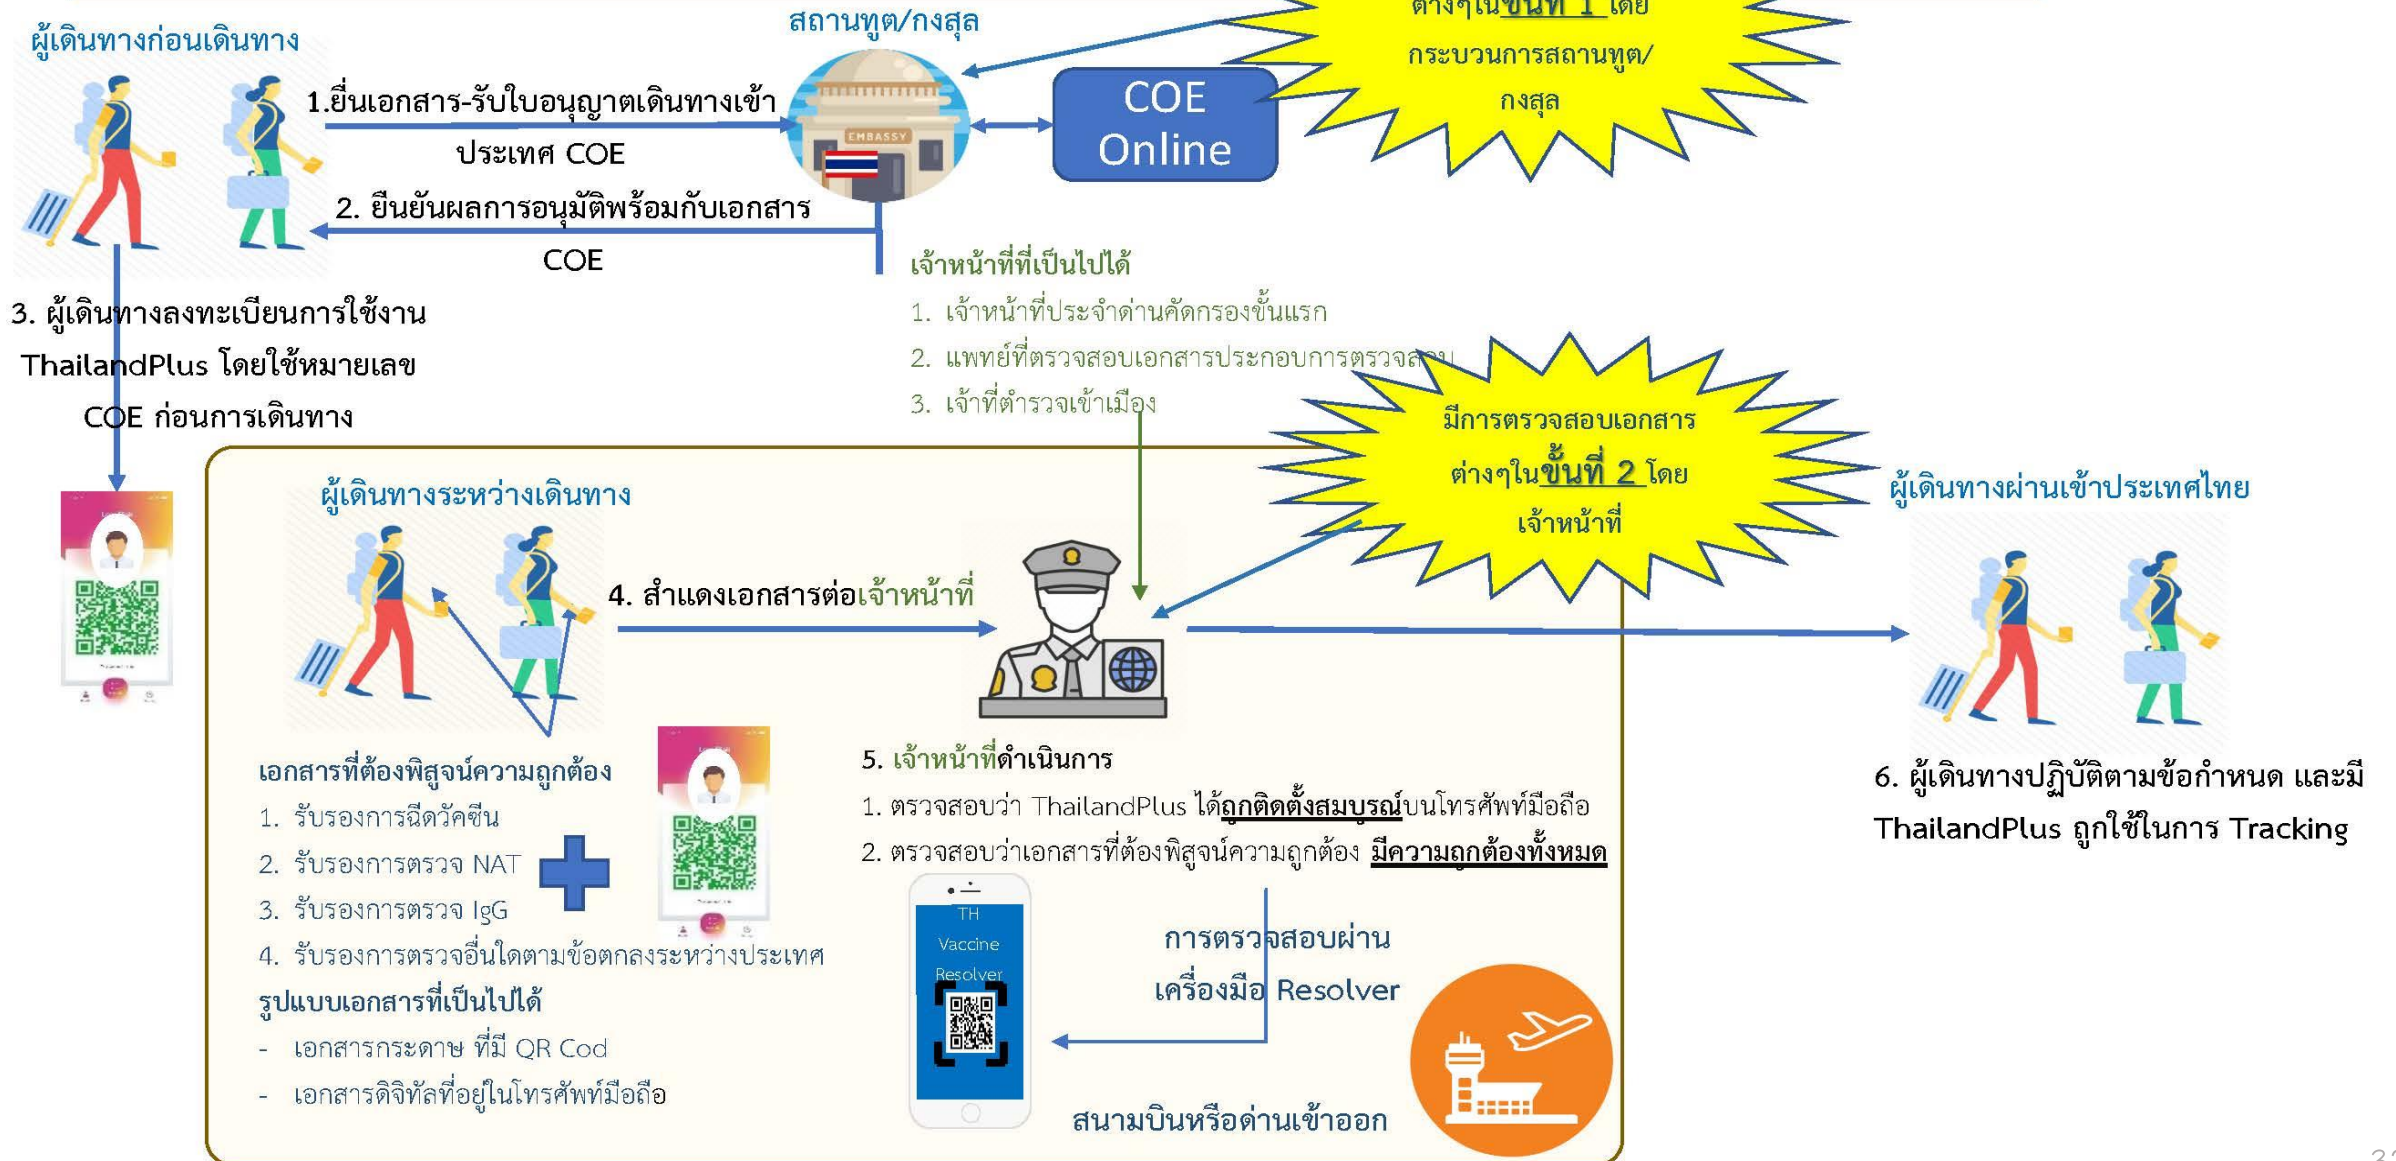 สถานทูต/กงสุล
ต่างๆในขั้นที่ 1 โดย
กระบวนการสถานทูต/
กงสุล
ผู้เดินทางก่อนเดินทาง
1.ยื่นเอกสาร-รับใบอนุญาตเดินทางเข้า
ประเทศ COE
EMBASSY
COE
Online
2. ยืนยันผลการอนุมัติพร้อมกับเอกสาร
COE
3. ผู้เดินทางลงทะเบียนการใช้งาน
ThailandPlus โดยใช้หมายเลข
COE ก่อนการเดินทาง
เจ้าหน้าที่ที่เป็นไปได้
1. เจ้าหน้าที่ประจำด่านคัดกรองขั้นแรก
2. แพทย์ที่ตรวจสอบเอกสารประกอบการตรวจสอบ
3. เจ้าที่ตำรวจเข้าเมือง
มีการตรวจสอบเอกสาร
ต่างๆในขั้นที่ 2 โดย
เจ้าหน้าที่
ผู้เดินทางระหว่างเดินทาง
4. สำแดงเอกสารต่อเจ้าหน้าที่
ผู้เดินทางผ่านเข้าประเทศไทย
เอกสารที่ต้องพิสูจน์ความถูกต้อง
1. รับรองการฉีดวัคซีน
2. รับรองการตรวจ NAT
3. รับรองการตรวจ IgG
4. รับรองการตรวจอื่นใดตามข้อตกลงระหว่างประเทศ
รูปแบบเอกสารที่เป็นไปได้
- เอกสารกระดาษ ที่มี QR Cod
- เอกสารดิจิทัลที่อยู่ในโทรศัพท์มือถือ
5. เจ้าหน้าที่ดำเนินการ
1. ตรวจสอบว่า ThailandPlus ได้ถูกติดตั้งสมบูรณ์บนโทรศัพท์มือถือ
2. ตรวจสอบว่าเอกสารที่ต้องพิสูจน์ความถูกต้อง มีความถูกต้องทั้งหมด
TH
Vaccine
Resolver
การตรวจสอบผ่าน
เครื่องมือ Resolver
สนามบินหรือด่านเข้าออก
6. ผู้เดินทางปฏิบัติตามข้อกำหนด และมี
ThailandPlus ถูกใช้ในการ Tracking